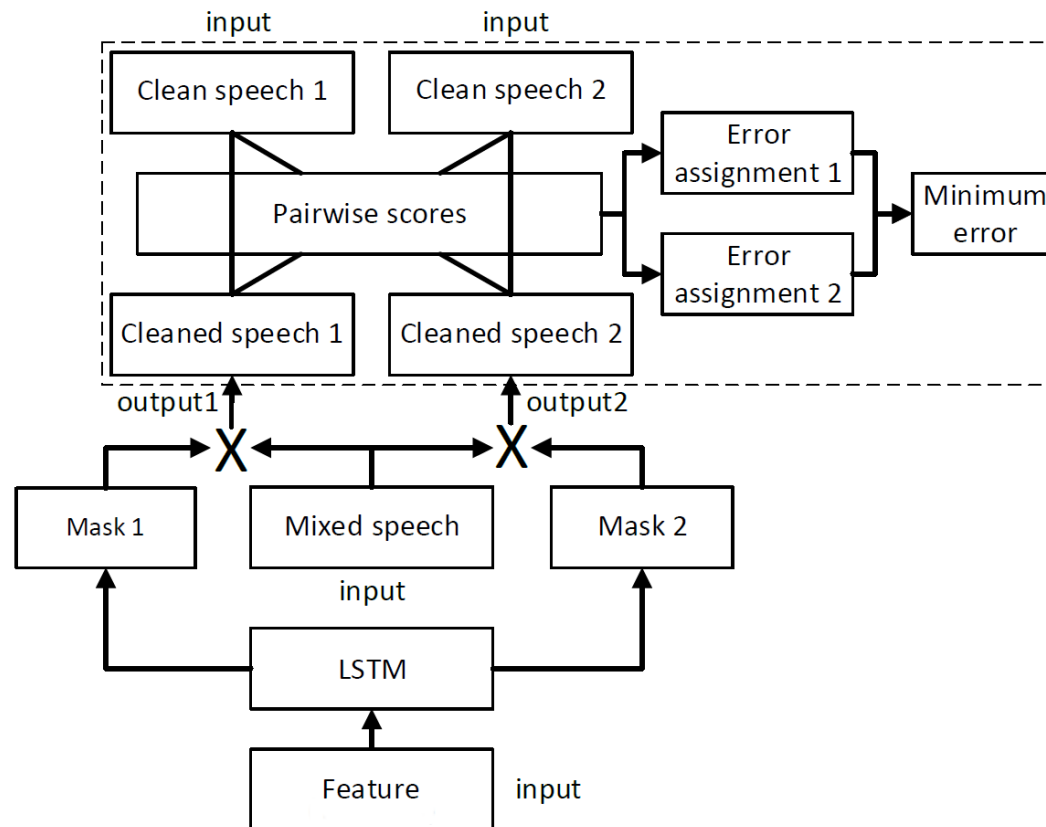 input
input
Clean speech 1
Clean speech 2
Error
assignment 1
Pairwise scores
Minimum
error
Error
assignment 2
Cleaned speech 1
Cleaned speech 2
output1
output2
X
X
Mask 1
Mixed speech
Mask 2
input
LSTM
Feature
input